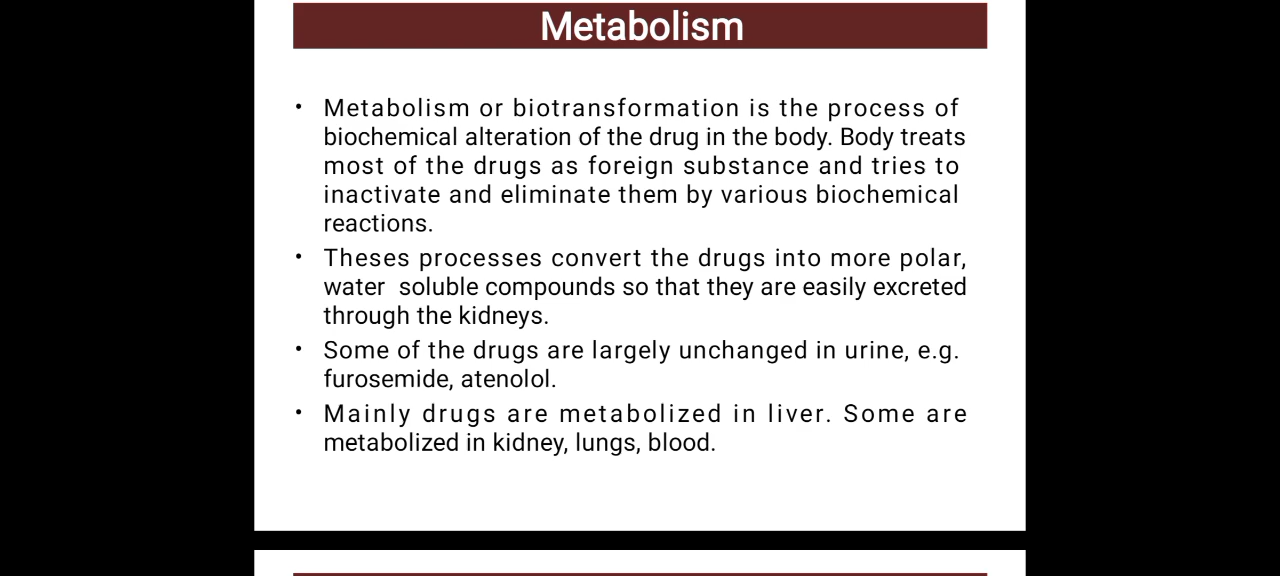 Metabolism
• Metabolism or biotransformation is the process of
biochemical alteration of the drug in the body. Body treats
most of the drugs as foreign substance and tries to
inactivate and eliminate them by various biochemical
reactions.
• Theses processes convert the drugs into more polar,
water soluble compounds so that they are easily excreted
through the kidneys.
• Some of the drugs are largely unchanged in urine, e.g.
furosemide, atenolol.
• Mainly drugs are metabolized in liver. Some are
metabolized in kidney, lungs, blood.